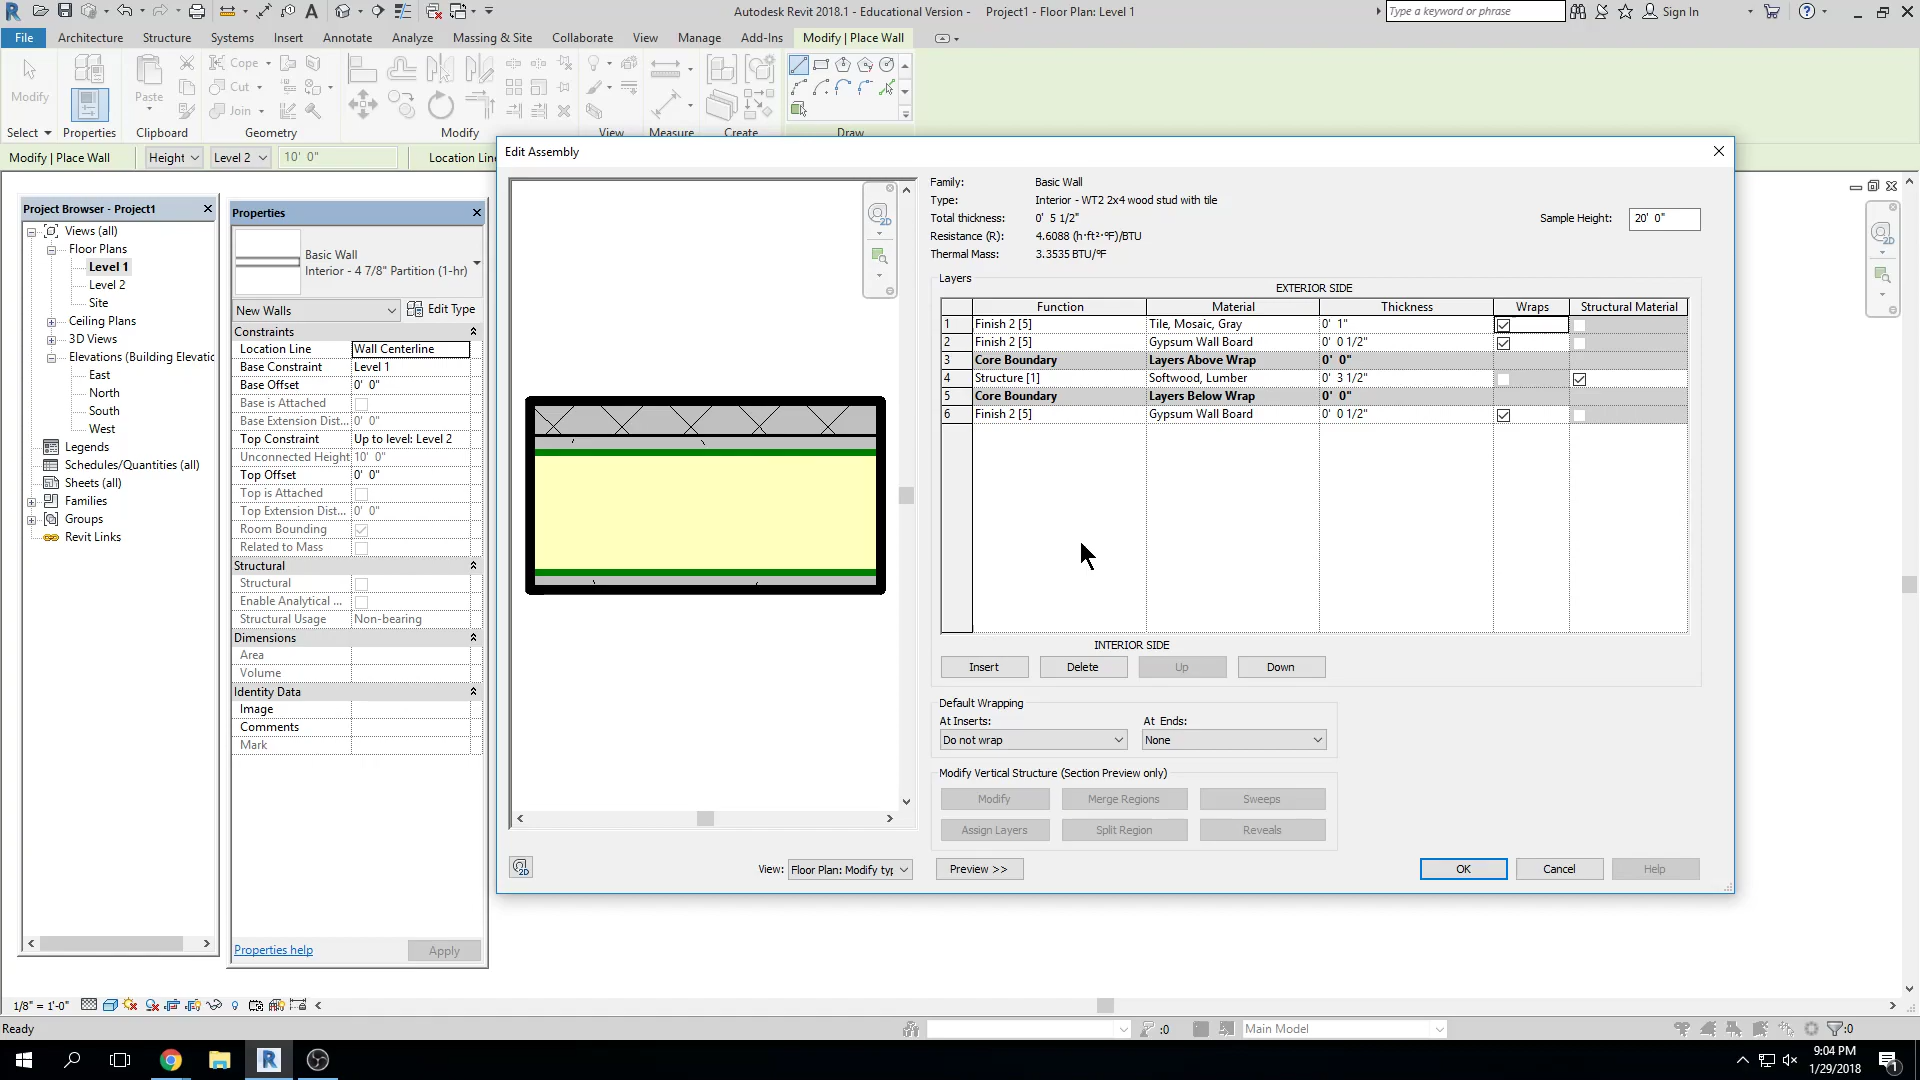 Autodesk Revit 2018.1 - Educational Version - Project1 - Floor Plan: Level 1
Type a keyword or phrase
Sign In
File Architecture Structure Systems Insert Annotate Analyze Massing & Site Collaborate View Manage Add-Ins Modify | Place Wall
Modify
Paste
Cope
Cut
Join
Select Properties Clipboard Geometry Modify View Measure Create Draw
Modify | Place Wall Height Level 2 10' 0" Location Lin
Project Browser - Project1
Views (all)
Floor Plans
Level 1
Level 2
Site
Ceiling Plans
3D Views
Elevations (Building Elevatic
East
North
South
West
Legends
Schedules/Quantities (all)
Sheets (all)
Families
Groups
Revit Links
Properties
Basic Wall
Interior - 4 7/8" Partition (1-hr)
New Walls Edit Type
Constraints
Location Line Wall Centerline
Base Constraint Level 1
Base Offset 0' 0"
Base is Attached
Base Extension Dist... 0' 0"
Top Constraint Up to level: Level 2
Unconnected Height 10' 0"
Top Offset 0' 0"
Top is Attached
Top Extension Dist... 0' 0"
Room Bounding
Related to Mass
Structural
Structural
Enable Analytical ...
Structural Usage Non-bearing
Dimensions
Area
Volume
Identity Data
Image
Comments
Mark
Properties help Apply
Edit Assembly
Family: Basic Wall
Type: Interior - WT2 2x4 wood stud with tile
Total thickness: 0' 5 1/2" Sample Height: 20' 0"
Resistance (R): 4.6088 (h·ft²·°F)/BTU
Thermal Mass: 3.3535 BTU/°F
Layers
EXTERIOR SIDE
Function Material Thickness Wraps Structural Material
1 Finish 2 [5] Tile, Mosaic, Gray 0' 1"
2 Finish 2 [5] Gypsum Wall Board 0' 0 1/2"
3 Core Boundary Layers Above Wrap 0' 0"
4 Structure [1] Softwood, Lumber 0' 3 1/2"
5 Core Boundary Layers Below Wrap 0' 0"
6 Finish 2 [5] Gypsum Wall Board 0' 0 1/2"
INTERIOR SIDE
Insert Delete Up Down
Default Wrapping
At Inserts: At Ends:
Do not wrap None
Modify Vertical Structure (Section Preview only)
Modify Merge Regions Sweeps
Assign Layers Split Region Reveals
View: Floor Plan: Modify typ Preview >> OK Cancel Help
2D
2D
2D
1/8" = 1'-0"
Ready :0 Main Model :0
9:04 PM
1/29/2018
1